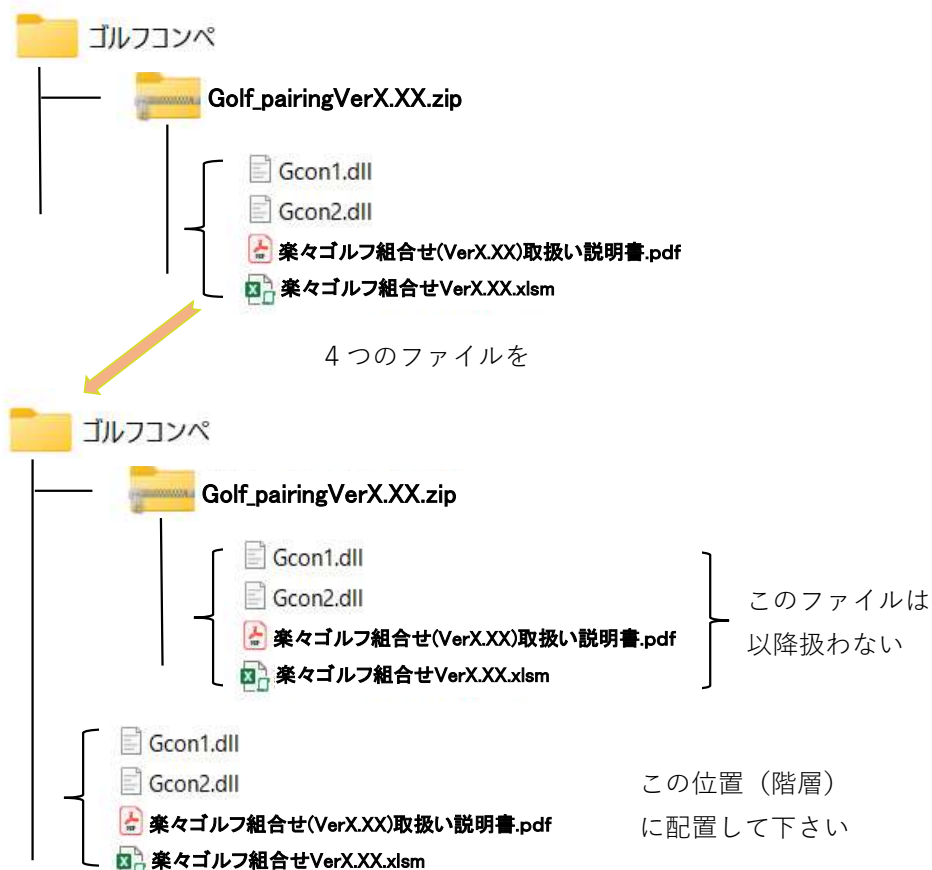 ゴルフコンペ
Golf_pairingVerX.XX.zip
Gcon1.dll
Gcon2.dll
楽々ゴルフ組合せ(VerX.XX)取扱い説明書.pdf
楽々ゴルフ組合せVerX.XX.xlsm
4つのファイルを
ゴルフコンペ
Golf_pairingVerX.XX.zip
Gcon1.dll
Gcon2.dll
楽々ゴルフ組合せ(VerX.XX)取扱い説明書.pdf
楽々ゴルフ組合せVerX.XX.xlsm
このファイルは
以降扱わない
Gcon1.dll
Gcon2.dll
楽々ゴルフ組合せ(VerX.XX)取扱い説明書.pdf
楽々ゴルフ組合せVerX.XX.xlsm
この位置（階層）
に配置して下さい